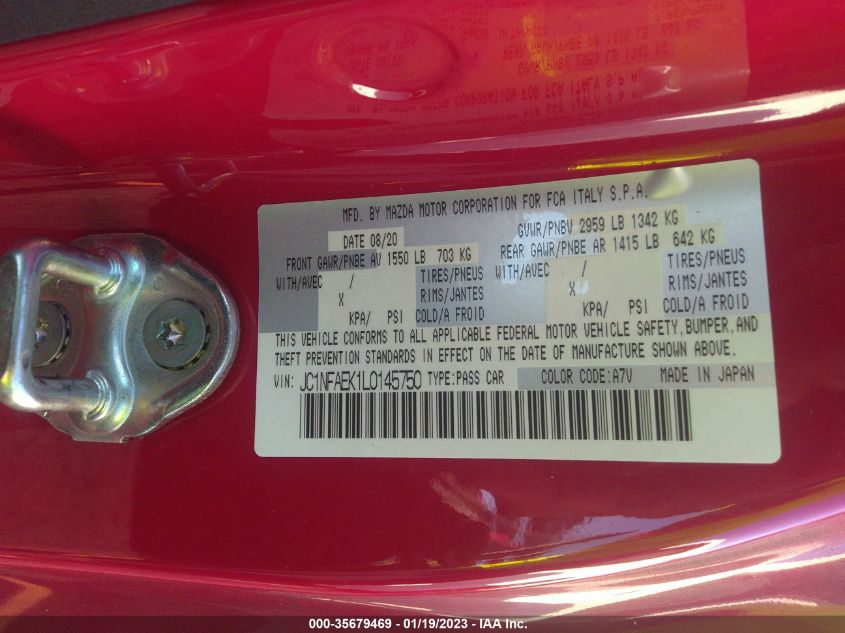 MFD. BY MAZDA MOTOR CORPORATION FOR FCA ITALY S.P.A.
DATE 08/20 GVWR/PNBV 2959 LB 1342 KG
FRONT GAWR/PNBE AV 1550 LB 703 KG REAR GAWR/PNBE AR 1415 LB 642 KG
WITH/AVEC / TIRES/PNEUS WITH/AVEC / TIRES/PNEUS
X RIMS/JANTES X RIMS/JANTES
KPA/ PSI COLD/A FROID KPA/ PSI COLD/A FROID
THIS VEHICLE CONFORMS TO ALL APPLICABLE FEDERAL MOTOR VEHICLE SAFETY, BUMPER, AND
THEFT PREVENTION STANDARDS IN EFFECT ON THE DATE OF MANUFACTURE SHOWN ABOVE.
VIN: JC1NFAEK1L0145750 TYPE:PASS CAR COLOR CODE:A7V MADE IN JAPAN
000-35679469 - 01/19/2023 - IAA Inc.